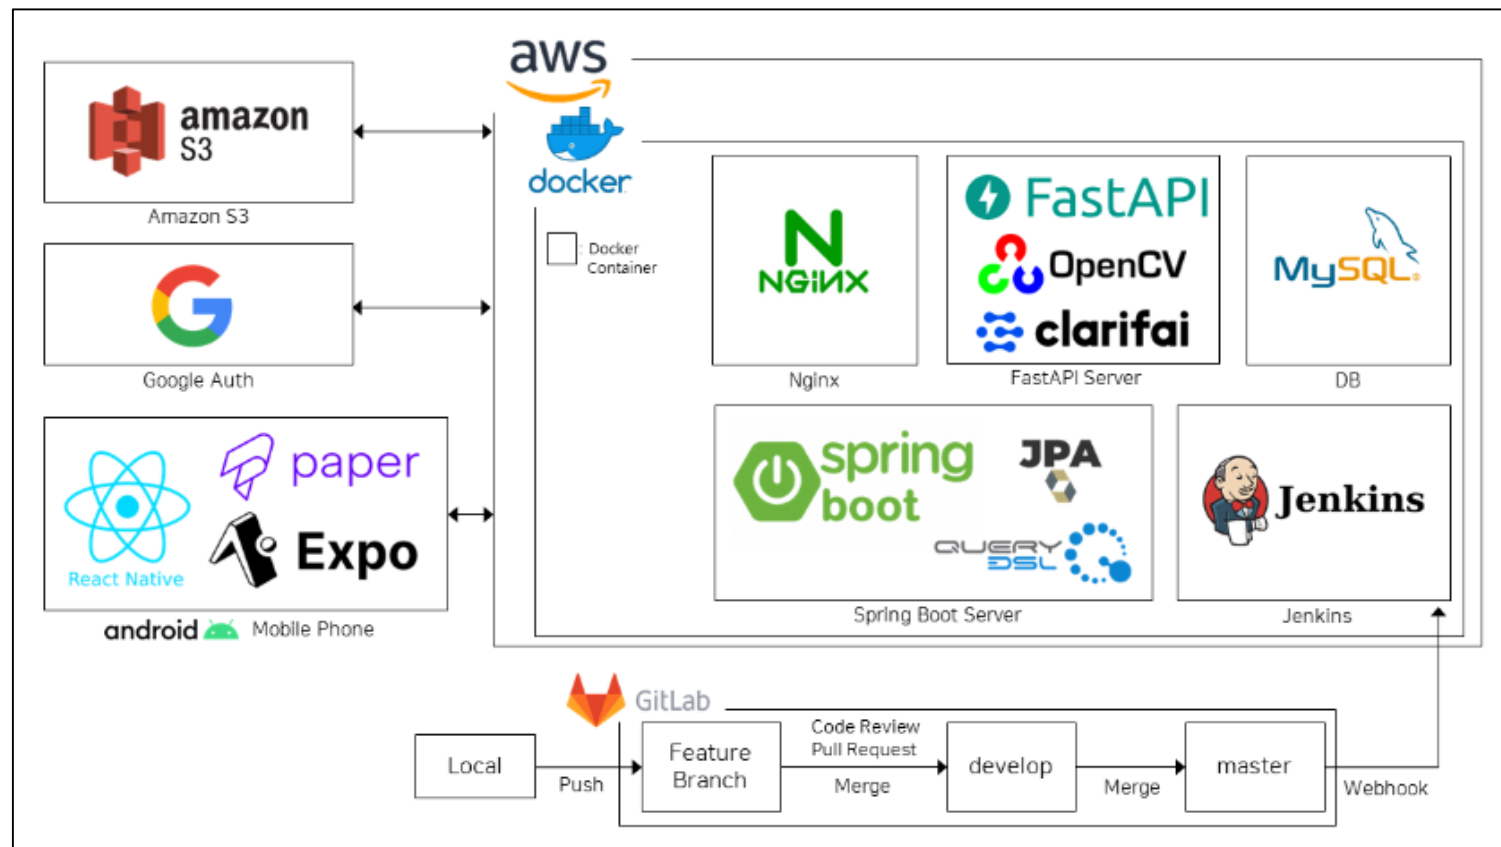 aws
docker
amazon
S3
Amazon S3
: Docker
Container
NGiNX
Nginx
FastAPI
OpenCV
clarifai
FastAPI Server
MySQL
DB
Google Auth
React Native
paper
Expo
android
Mobile Phone
spring
boot
JPA
QUERY
DSL
Spring Boot Server
Jenkins
Jenkins
GitLab
Local
Push
Feature
Branch
Code Review
Pull Request
Merge
develop
Merge
master
Webhook